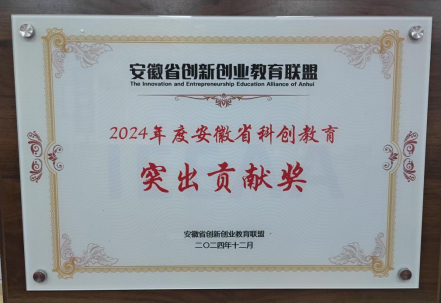 安徽省创新创业教育联盟
The Innovation and Entrepreneurship Education Alliance of Anhui
2024年度安徽省科创教育
突出贡献奖
安徽省创新创业教育联盟
二〇二四年十二月